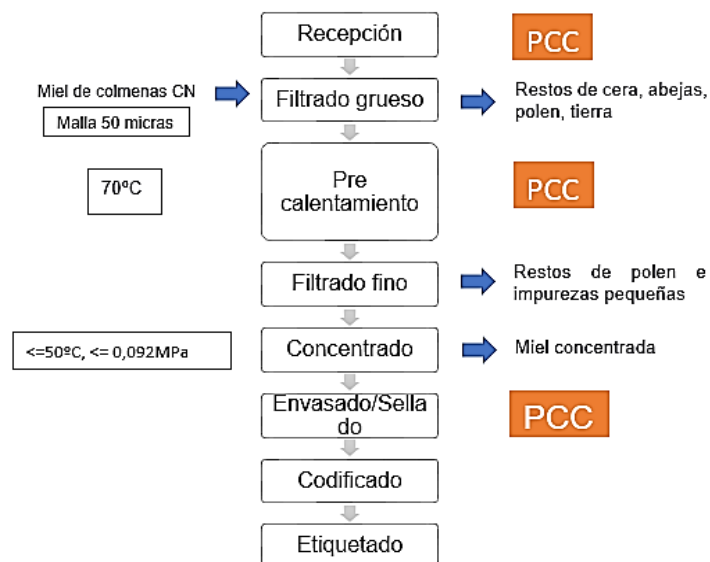 Recepción
PCC
Miel de colmenas CN
Malla 50 micras
Filtrado grueso
Restos de cera, abejas,
polen, tierra
70ºC
Pre
calentamiento
PCC
Filtrado fino
Restos de polen e
impurezas pequeñas
<=50ºC, <= 0,092MPa
Concentrado
Miel concentrada
Envasado/Sella
do
PCC
Codificado
Etiquetado